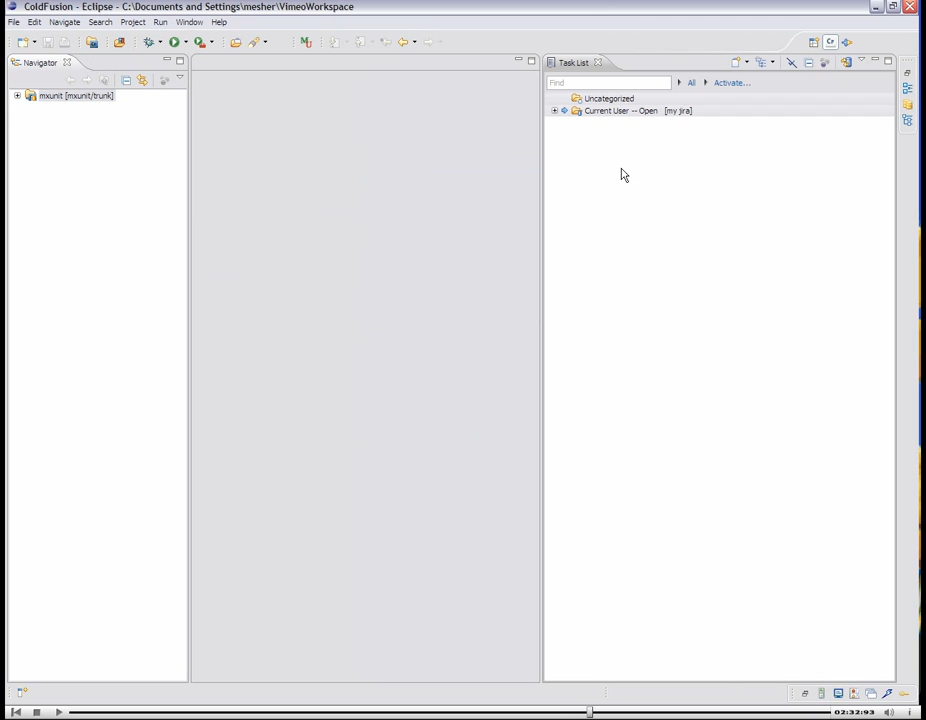 ColdFusion - Eclipse - C:\Documents and Settings\mesher\VimeoWorkspace
File Edit Navigate Search Project Run Window Help
Navigator
Task List
Find
All
Activate...
mxunit [mxunit/trunk]
Uncategorized
Current User -- Open [my jira]
02:32:93